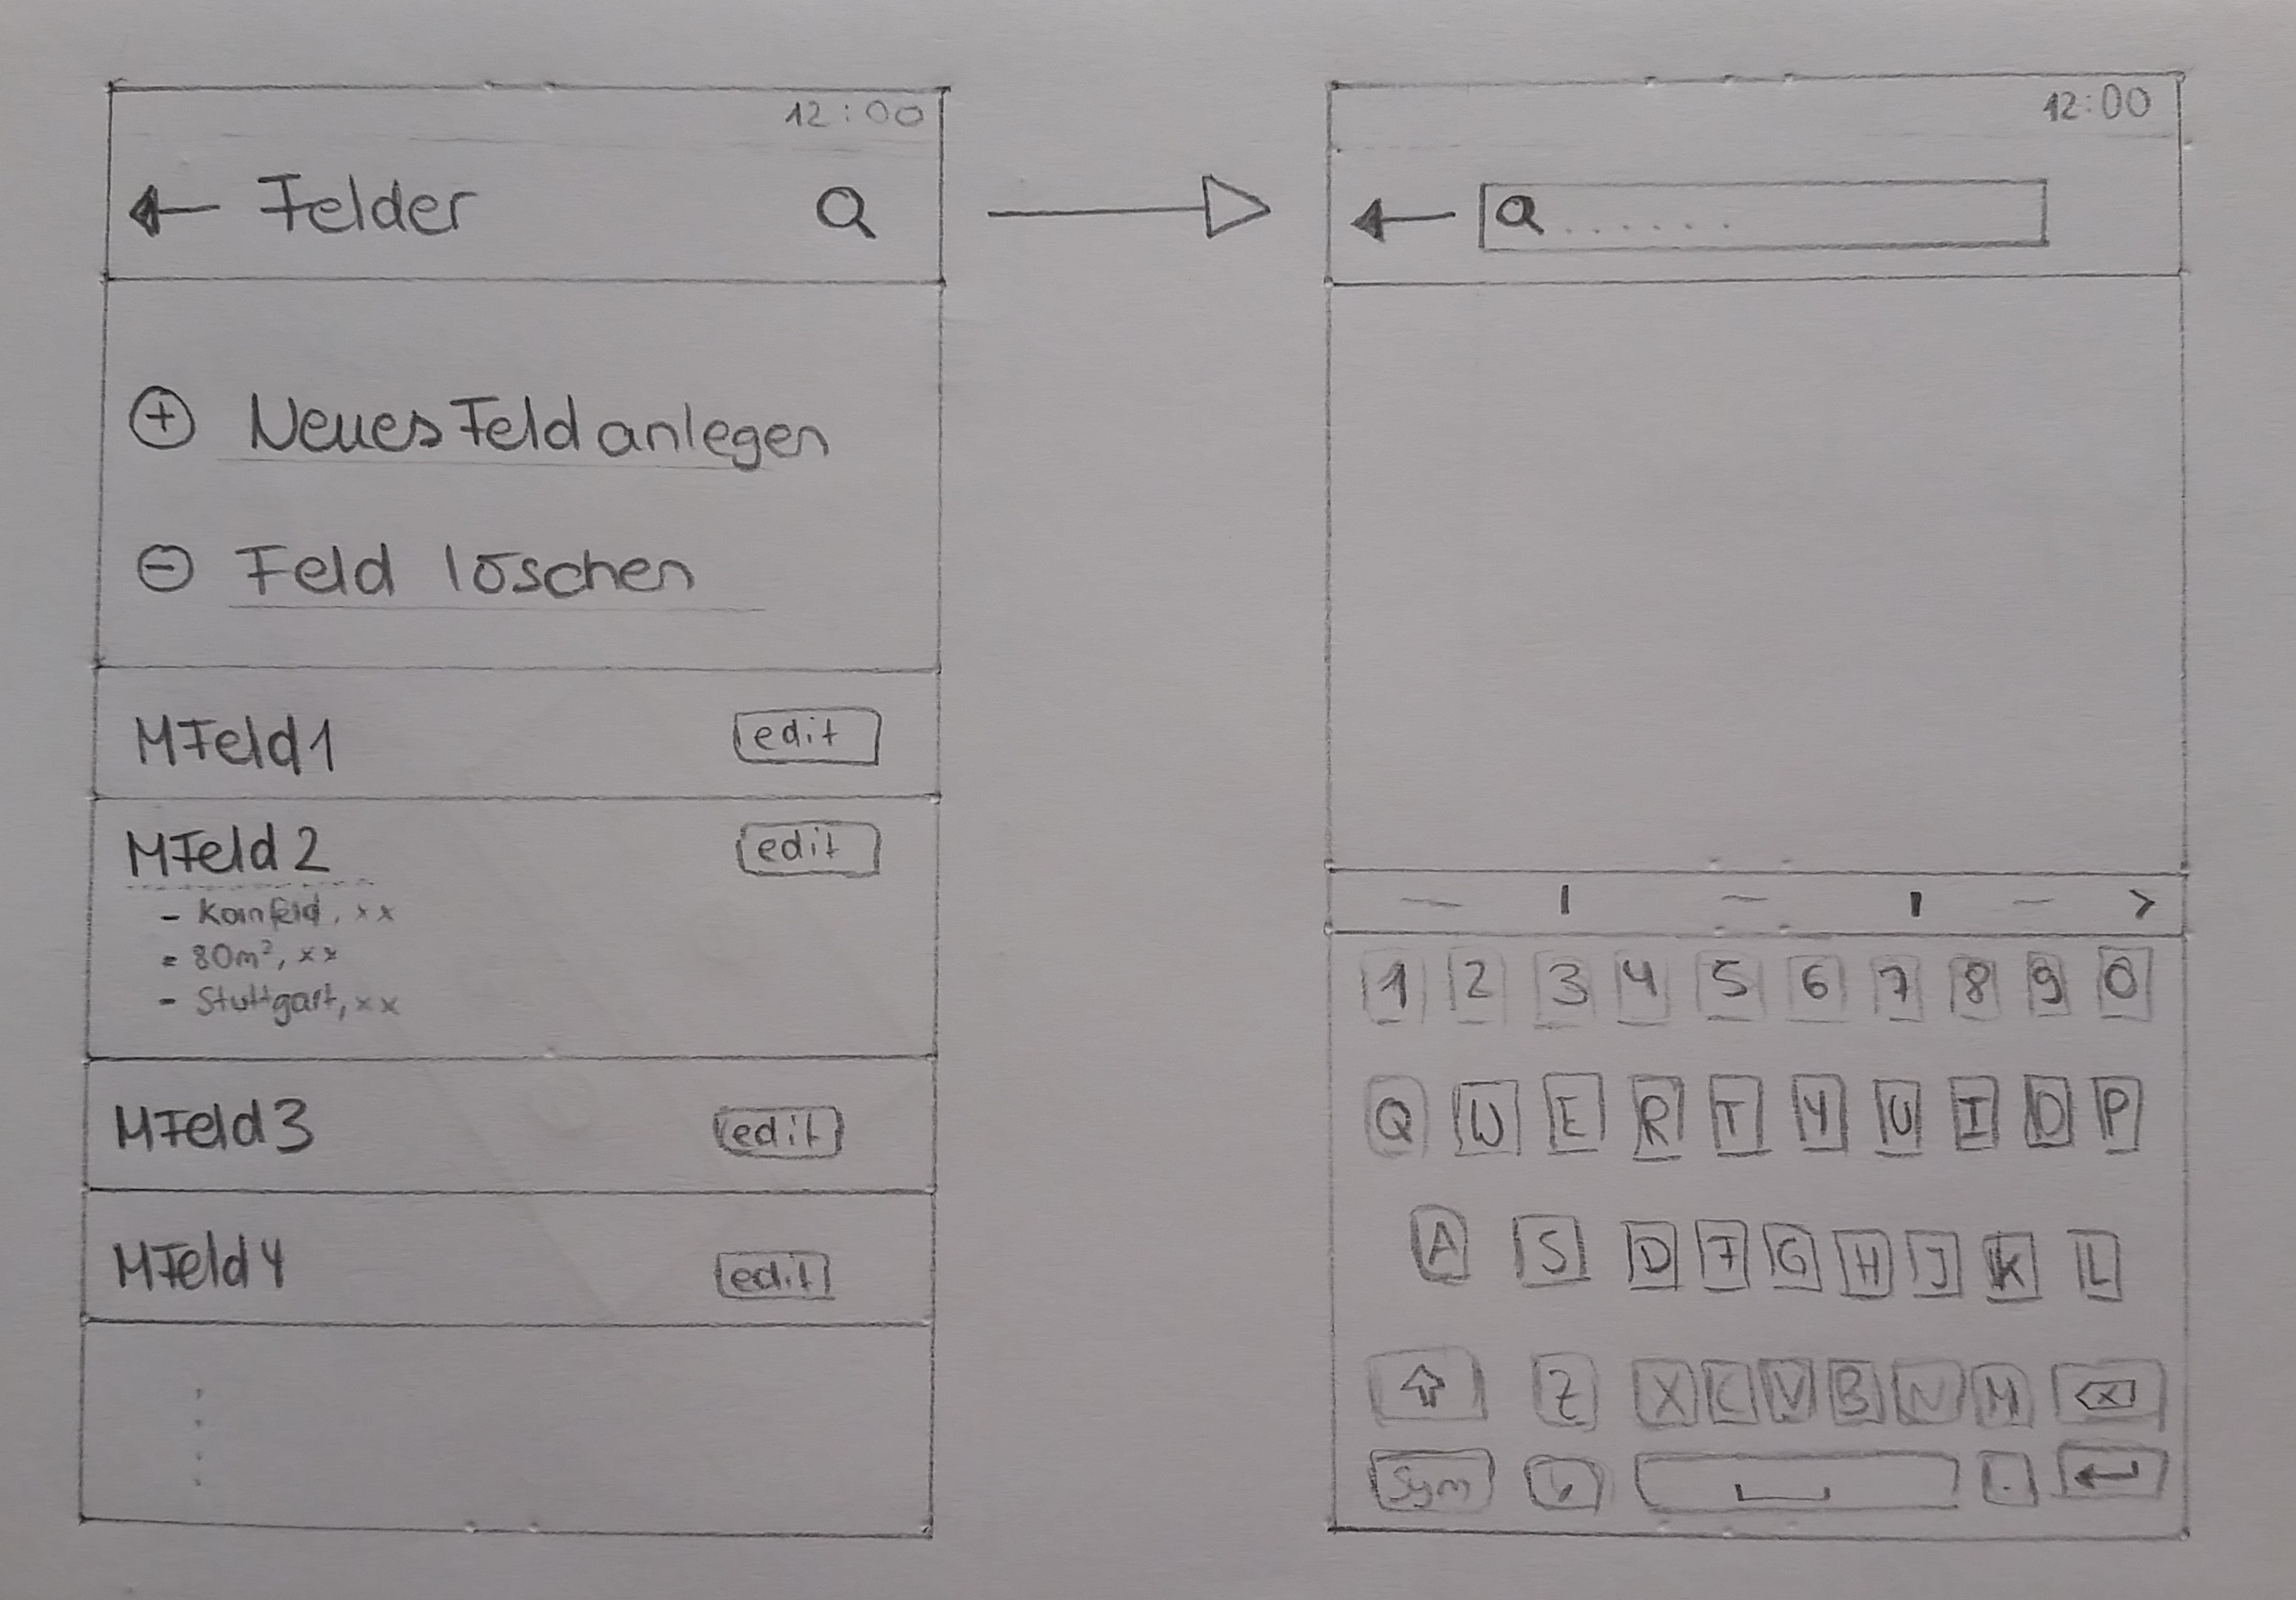 12:00
Felder
Neues Feld anlegen
Feld löschen
MFeld1
edit
MFeld2
edit
- Kornfeld, xx
- 80m², xx
- Stuttgart, xx
MFeld3
edit
MFeld4
edit
12:00
1 2 3 4 5 6 7 8 9 0
Q W E R T Y U I O P
A S D F G H J K L
Z X C V B N M
Sym , .